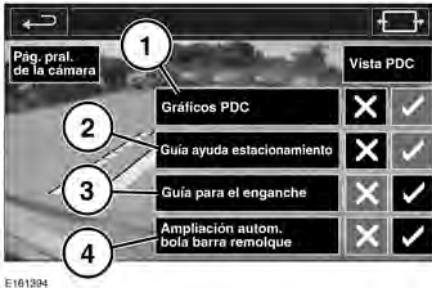 Pág. pral.
de la cámara
Vista PDC
1
Gráficos PDC
2
Guía ayuda estacionamiento
3
Guía para el enganche
4
Ampliación autom.
bola barra remolque
E161394